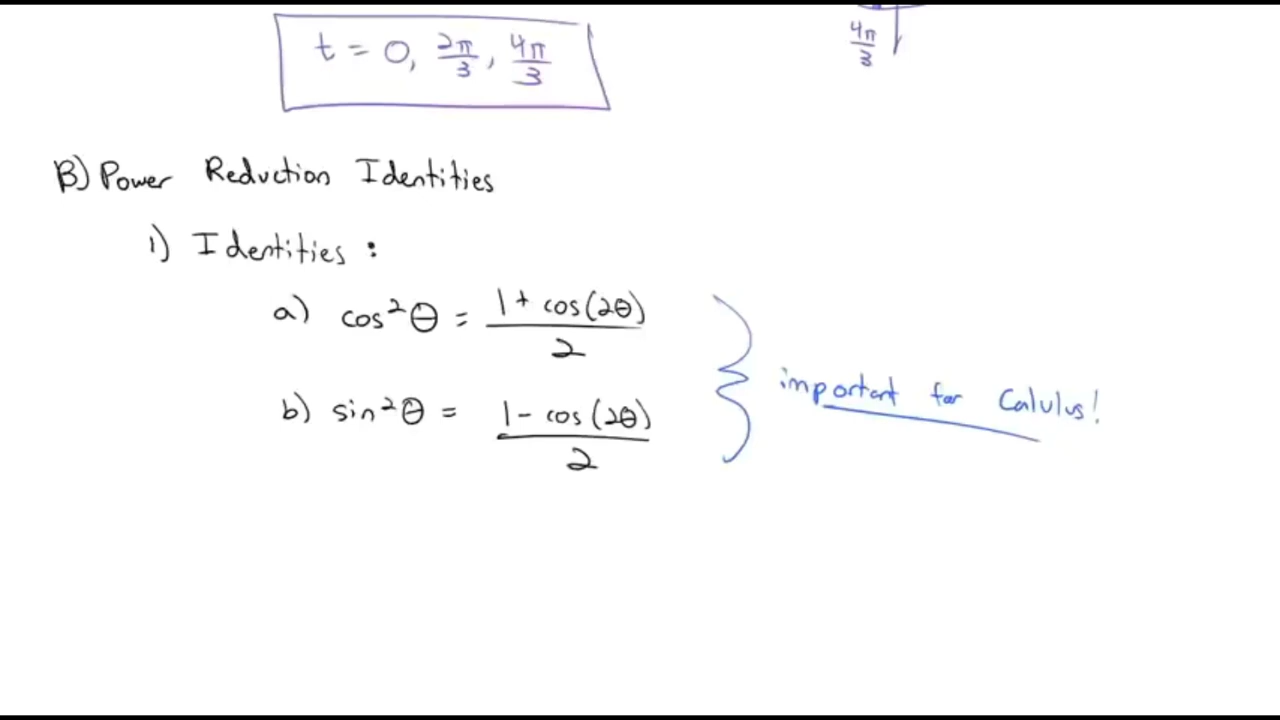 t = 0, 2π/3, 4π/3
4π/3
B) Power Reduction Identities
1) Identities :
a) cos²θ = (1 + cos(2θ))/2
b) sin²θ = (1 - cos(2θ))/2
important for Calulus!